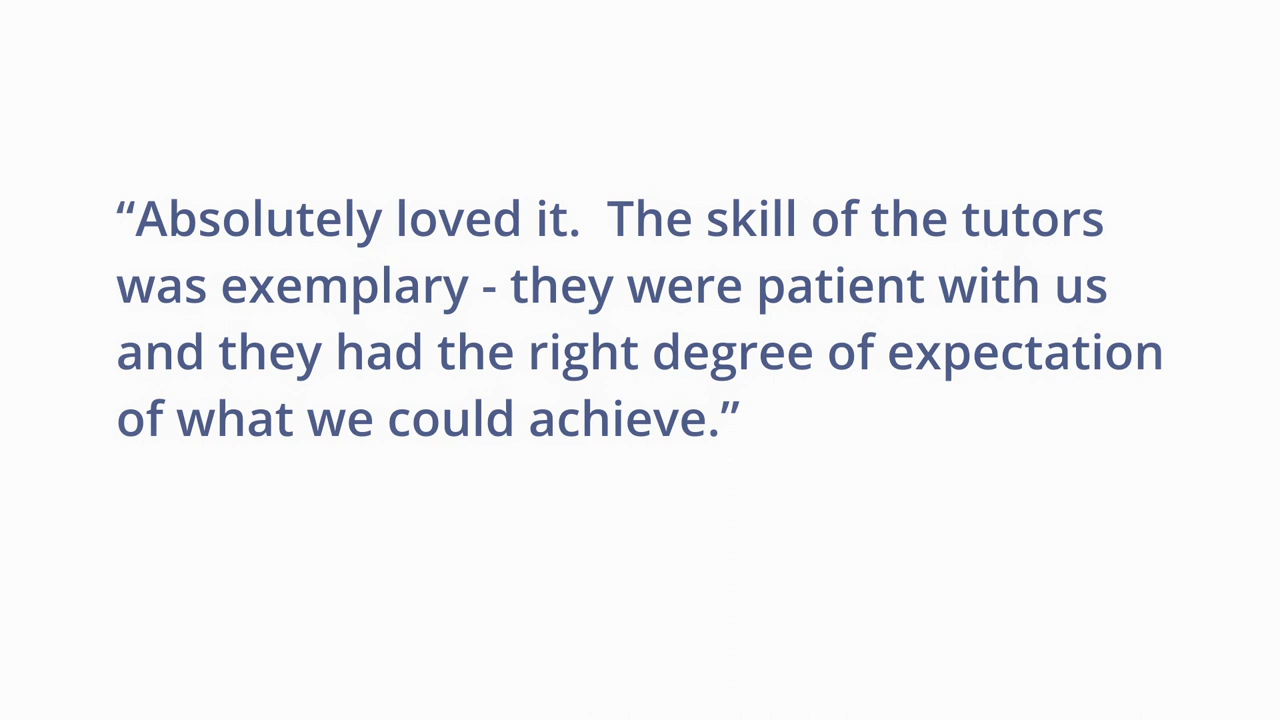 “Absolutely loved it.  The skill of the tutors
was exemplary - they were patient with us
and they had the right degree of expectation
of what we could achieve.”